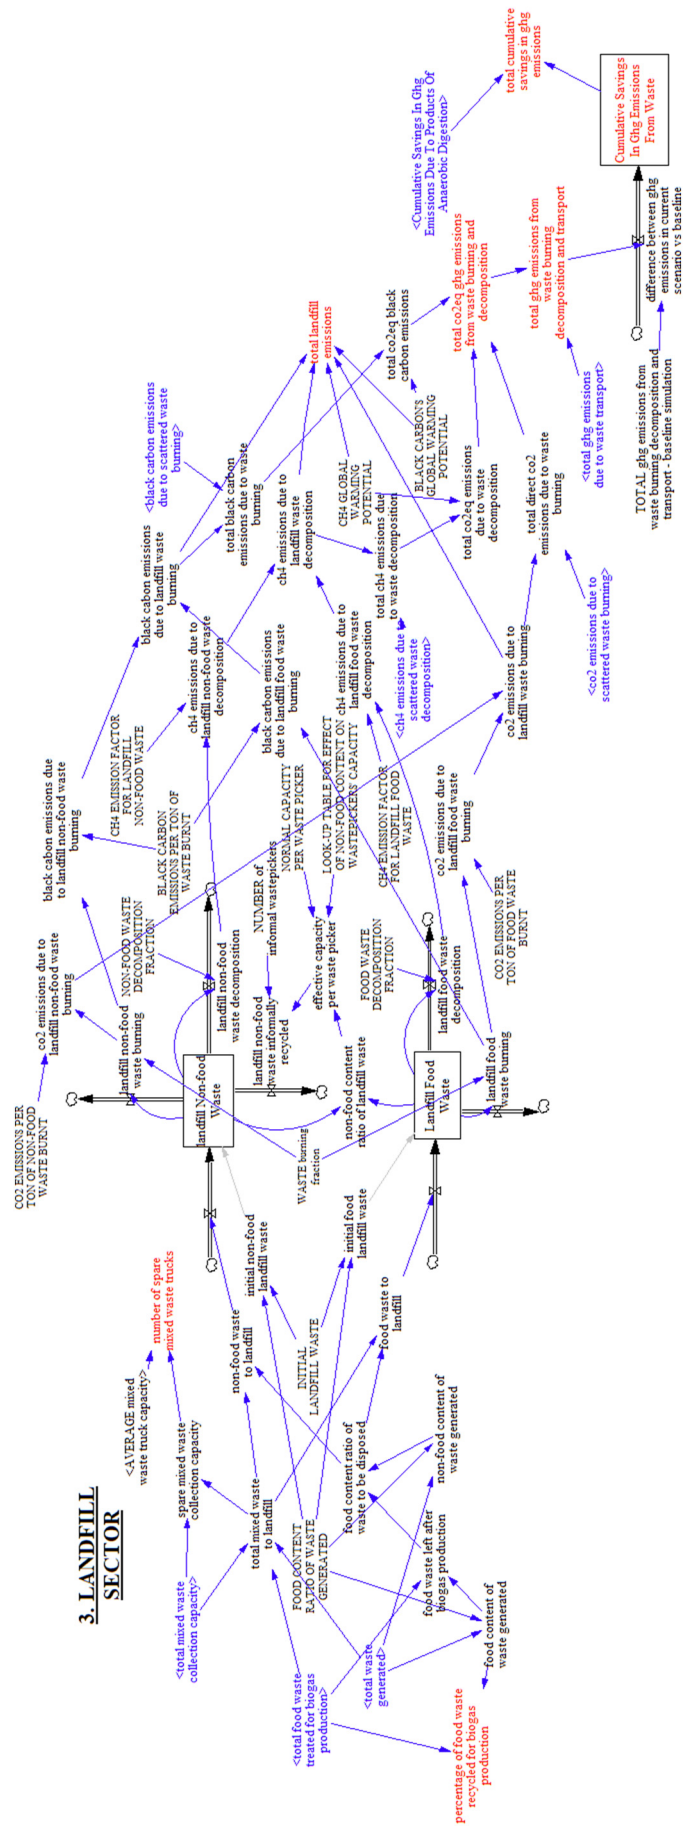 3. LANDFILL
SECTOR
<total mixed waste
collection capacity>
<AVERAGE mixed
waste truck capacity>
number of spare
mixed waste trucks
spare mixed waste
collection capacity
total mixed waste
to landfill
non-food waste
to landfill
<total food waste
treated for biogas
production>
FOOD CONTENT
RATIO OF WASTE
GENERATED
INITIAL
LANDFILL WASTE
initial non-food
landfill waste
initial food
landfill waste
food waste to
landfill
food content ratio of
waste to be disposed
<total waste
generated>
food waste left after
biogas production
non-food content of
waste generated
food content of
waste generated
percentage of food waste
recycled for biogas
production
CO2 EMISSIONS PER
TON OF NON-FOOD
WASTE BURNT
co2 emissions due to
landfill non-food waste
burning
landfill non-food
waste burning
landfill Non-food
Waste
NON-FOOD WASTE
DECOMPOSITION
FRACTION
landfill non-food
waste decomposition
landfill non-food
waste informally
recycled
NUMBER of
informal wastepickers
WASTE burning
fraction
non-food content
ratio of landfill waste
effective capacity
per waste picker
NORMAL CAPACITY
PER WASTE PICKER
LOOK-UP TABLE FOR EFFECT
OF NON-FOOD CONTENT ON
WASTEPICKERS' CAPACITY
FOOD WASTE
DECOMPOSITION
FRACTION
Landfill Food
Waste
landfill food waste
decomposition
landfill food
waste burning
CO2 EMISSIONS PER
TON OF FOOD WASTE
BURNT
black cabon emissions due
to landfill non-food waste
burning
CH4 EMISSION FACTOR
FOR LANDFILL
NON-FOOD WASTE
BLACK CARBON
EMISSIONS PER TON OF
WASTE BURNT
ch4 emissions due to
landfill non-food waste
decomposition
black carbon emissions
due to landfill food waste
burning
ch4 emissions due to
landfill food waste
decomposition
CH4 EMISSION FACTOR
FOR LANDFILL FOOD
WASTE
co2 emissions due to
landfill food waste
burning
co2 emissions due to
landfill waste burning
black cabon emissions
due to landfill waste
burning
<black carbon emissions
due to scattered waste
burning>
total black carbon
emissions due to waste
burning
ch4 emissions due to
landfill waste
decomposition
CH4 GLOBAL
WARMING
POTENTIAL
total ch4 emissions due
to waste decomposition
<ch4 emissions due to
scattered waste
decomposition>
total landfill
emissions
total co2eq black
carbon emissions
BLACK CARBONS
GLOBAL WARMING
POTENTIAL
total co2eq emissions
due to waste
decomposition
total direct co2
emissions due to waste
burning
<co2 emissions due to
scattered waste burning>
total co2eq ghg emissions
from waste burning and
decomposition
total ghg emissions from
waste burning
decomposition and transport
<total ghg emissions
due to waste transport>
TOTAL ghg emissions from
waste burning decomposition and
transport - baseline simulation
difference between ghg
emissions in current
scenario vs baseline
<Cumulative Savings In Ghg
Emissions Due To Products Of
Anaerobic Digestion>
total cumulative
savings in ghg
emissions
Cumulative Savings
In Ghg Emissions
From Waste